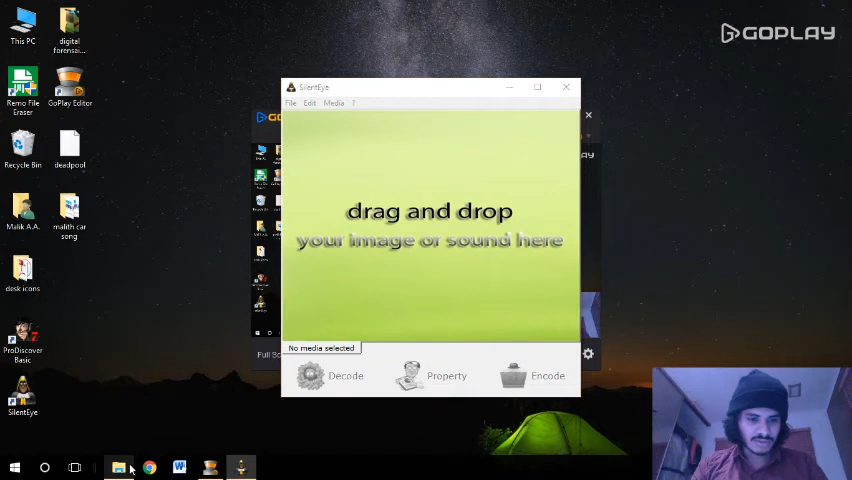 This PC
digital
forensai...
GOPLAY
Remo File
Eraser
GoPlay Editor
Recycle Bin
deadpool
Malik A.A.
malith car
song
desk icons
ProDiscover
Basic
SilentEye
SilentEye
File Edit Media ?
drag and drop
your image or sound here
No media selected
Decode
Property
Encode